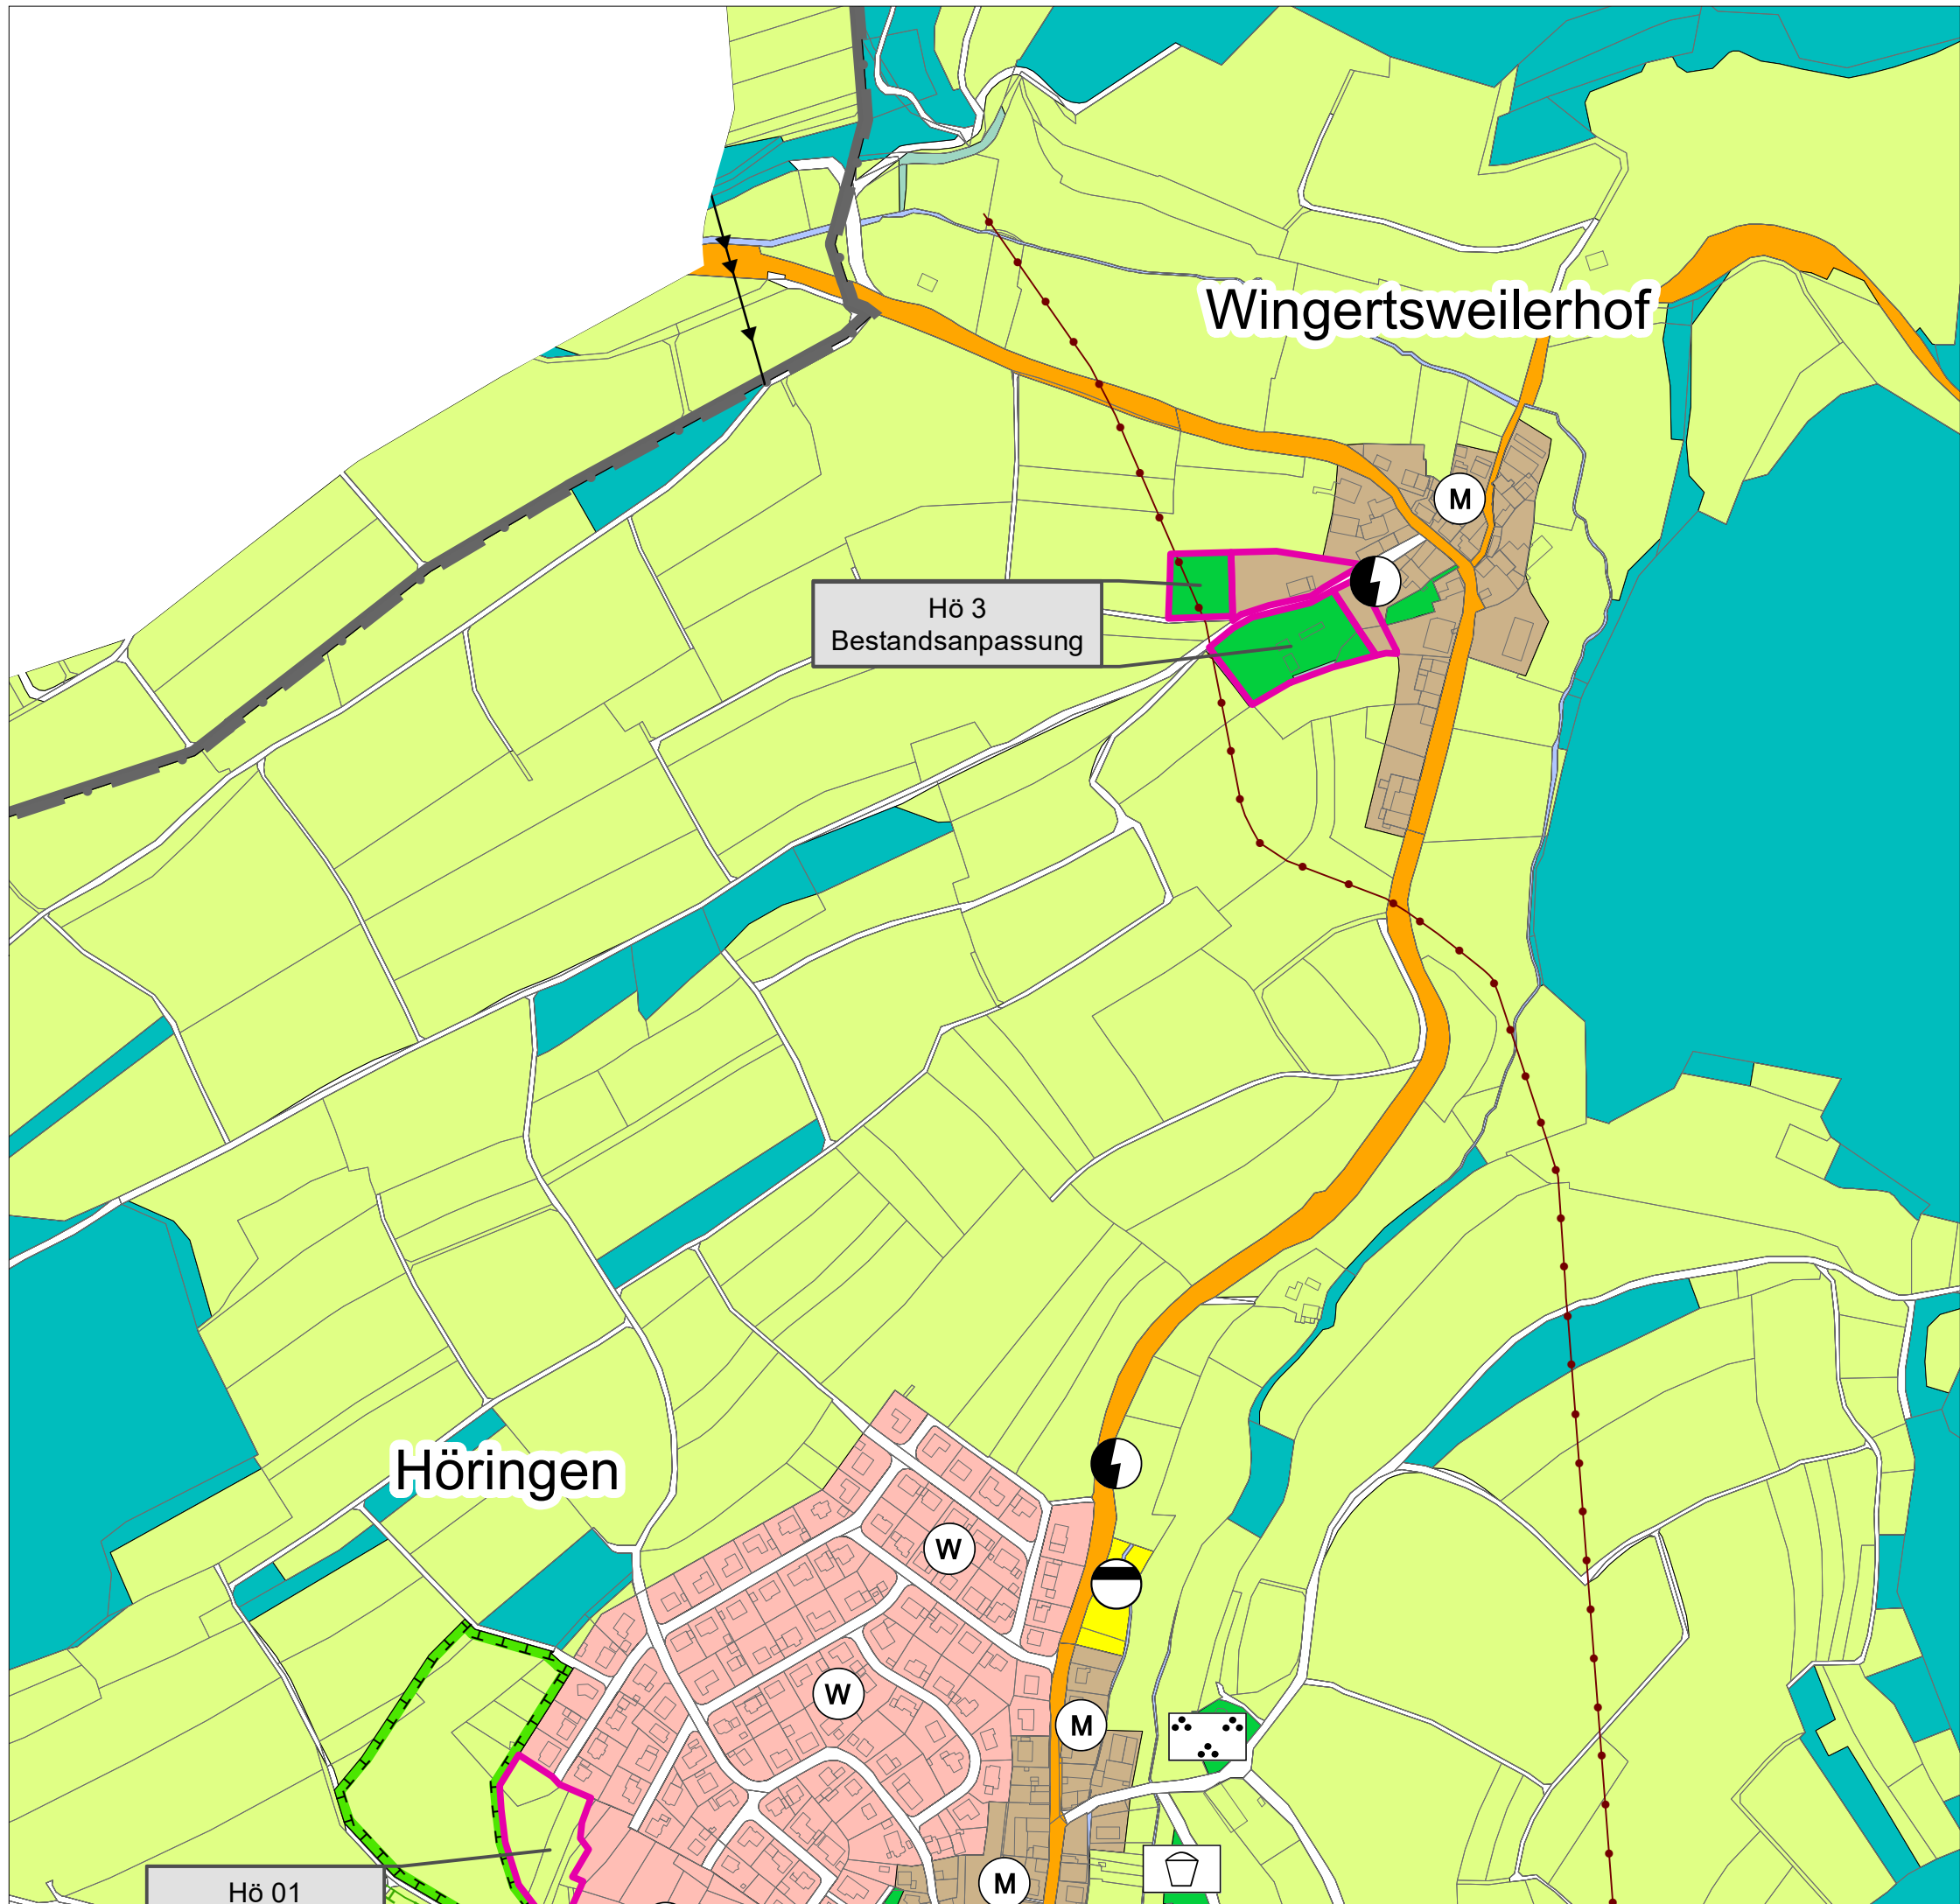 Wingertsweilerhof
M
Hö 3
Bestandsanpassung
Höringen
W
W
M
M
Hö 01